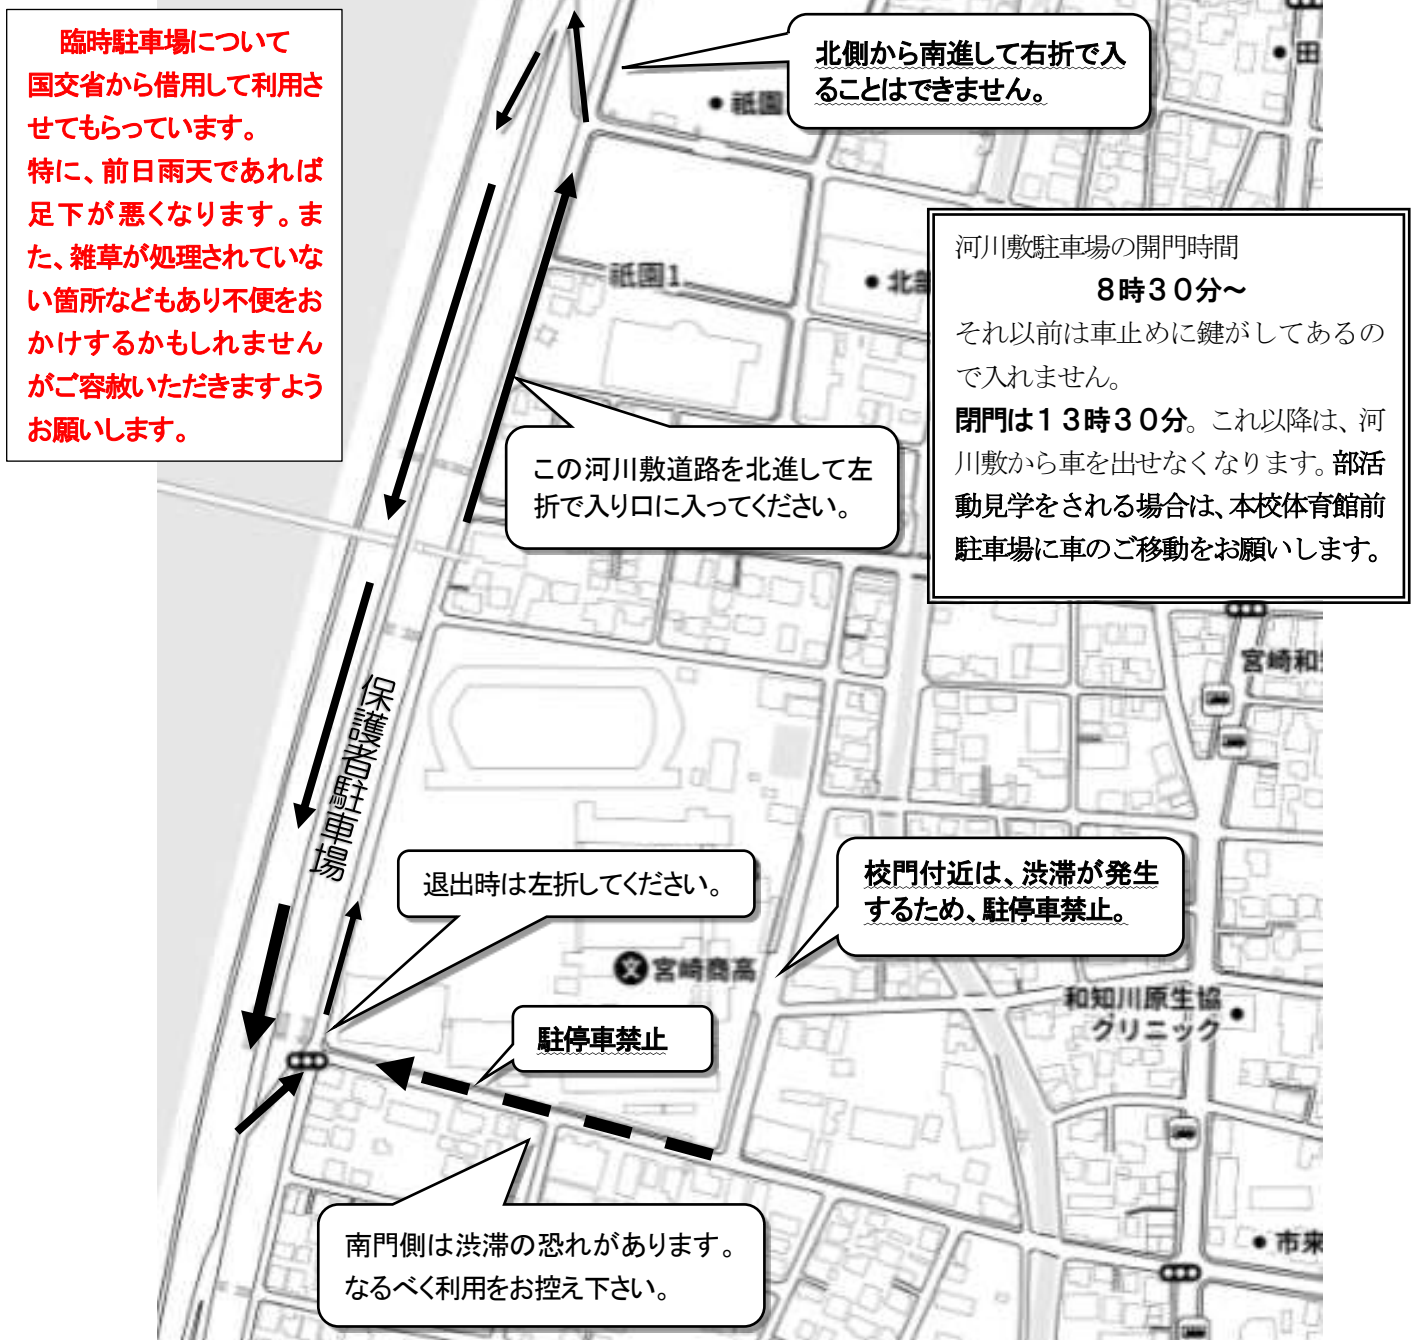 臨時駐車場について
国交省から借用して利用さ
せてもらっています。
特に、前日雨天であれば
足下が悪くなります。ま
た、雑草が処理されていな
い箇所などもあり不便をお
かけするかもしれません
がご容赦いただきますよう
お願いします。
北側から南進して右折で入
ることはできません。
田
祇園
河川敷駐車場の開門時間
8時30分～
それ以前は車止めに鍵がしてあるの
で入れません。
閉門は13時30分。これ以降は、河
川敷から車を出せなくなります。部活
動見学をされる場合は、本校体育館前
駐車場に車のご移動をお願いします。
祇園1
北部
この河川敷道路を北進して左
折で入り口に入ってください。
宮崎和
保護者駐車場
退出時は左折してください。
校門付近は、渋滞が発生
するため、駐停車禁止。
文 宮崎商高
和知川原生協
クリニック
駐停車禁止
南門側は渋滞の恐れがあります。
なるべく利用をお控え下さい。
市来